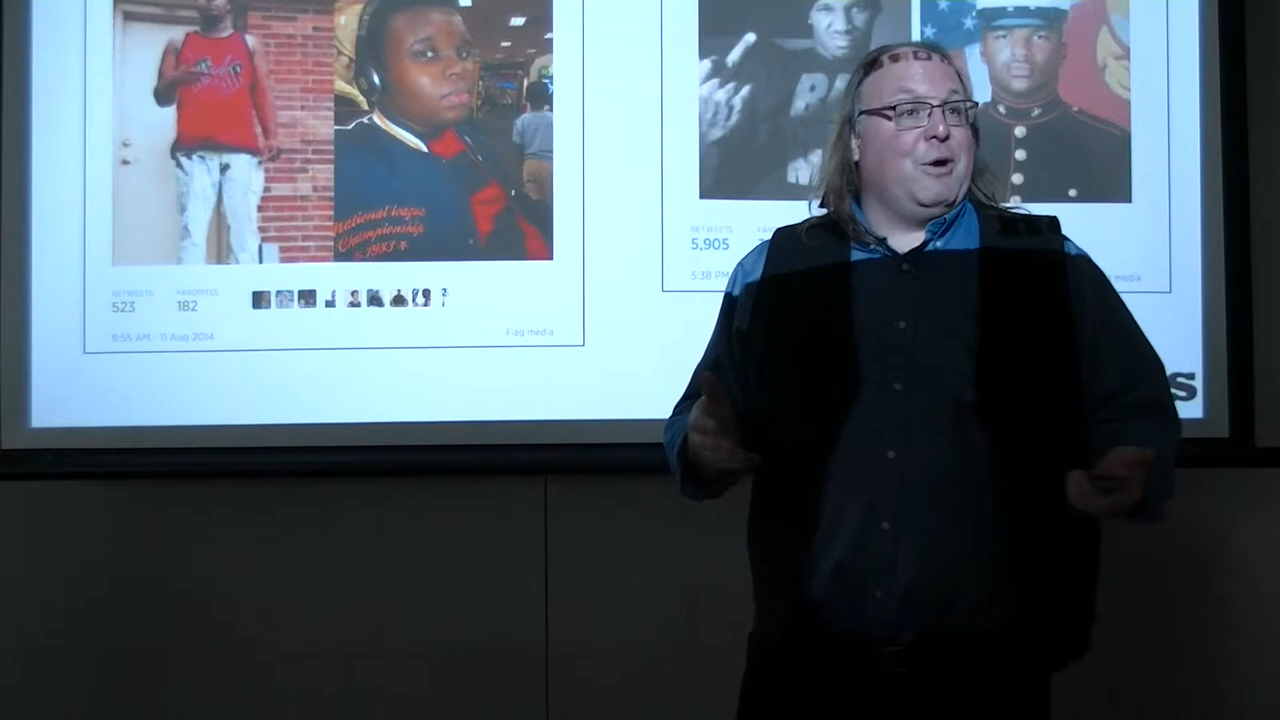 National League
Championship
1983
RETWEETS
FAVORITES
523
182
9:55 AM - 11 Aug 2014
Flag media
RETWEETS
5,905
5:38 PM
media
s